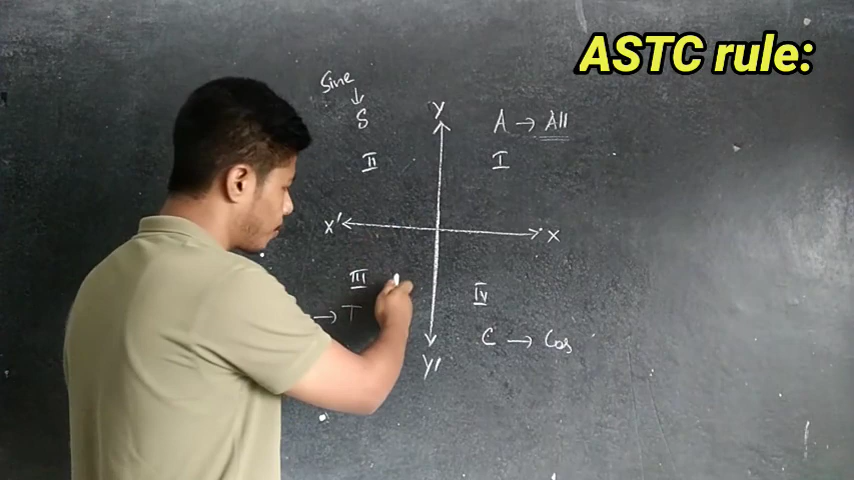 ASTC rule:
Sine
↓
S
Y
A → All
II
I
X'
X
III
IV
→ T
C → Cos
Y'